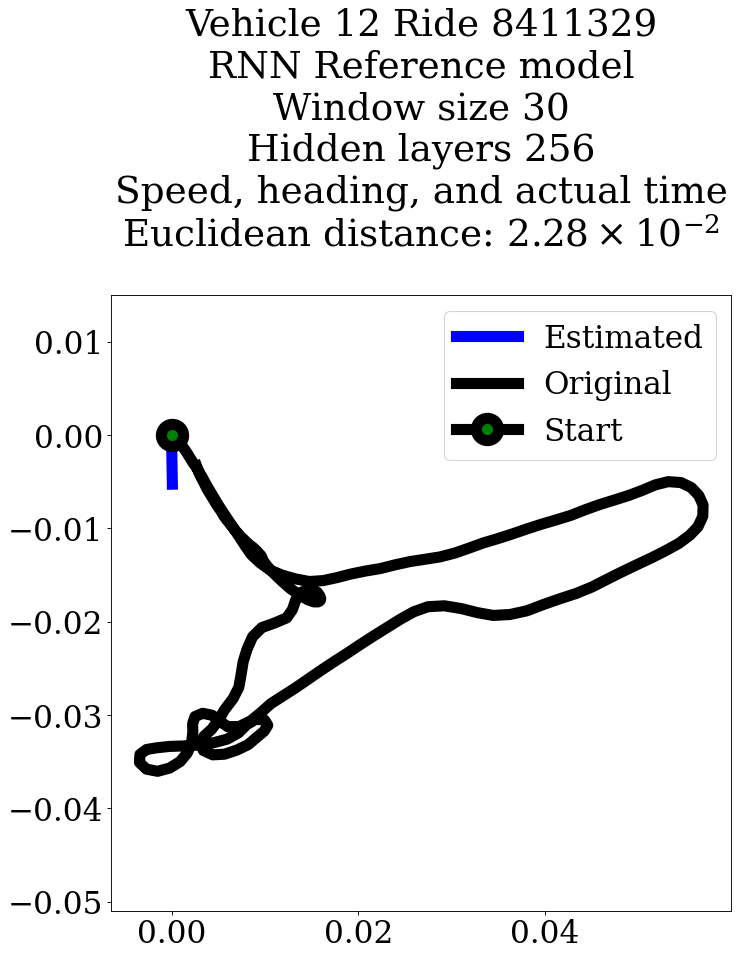 Vehicle 12 Ride 8411329
RNN Reference model
Window size 30
Hidden layers 256
Speed, heading, and actual time
Euclidean distance: 2.28 × 10⁻²
Estimated
Original
Start
0.01
0.00
−0.01
−0.02
−0.03
−0.04
−0.05
0.00 0.02 0.04